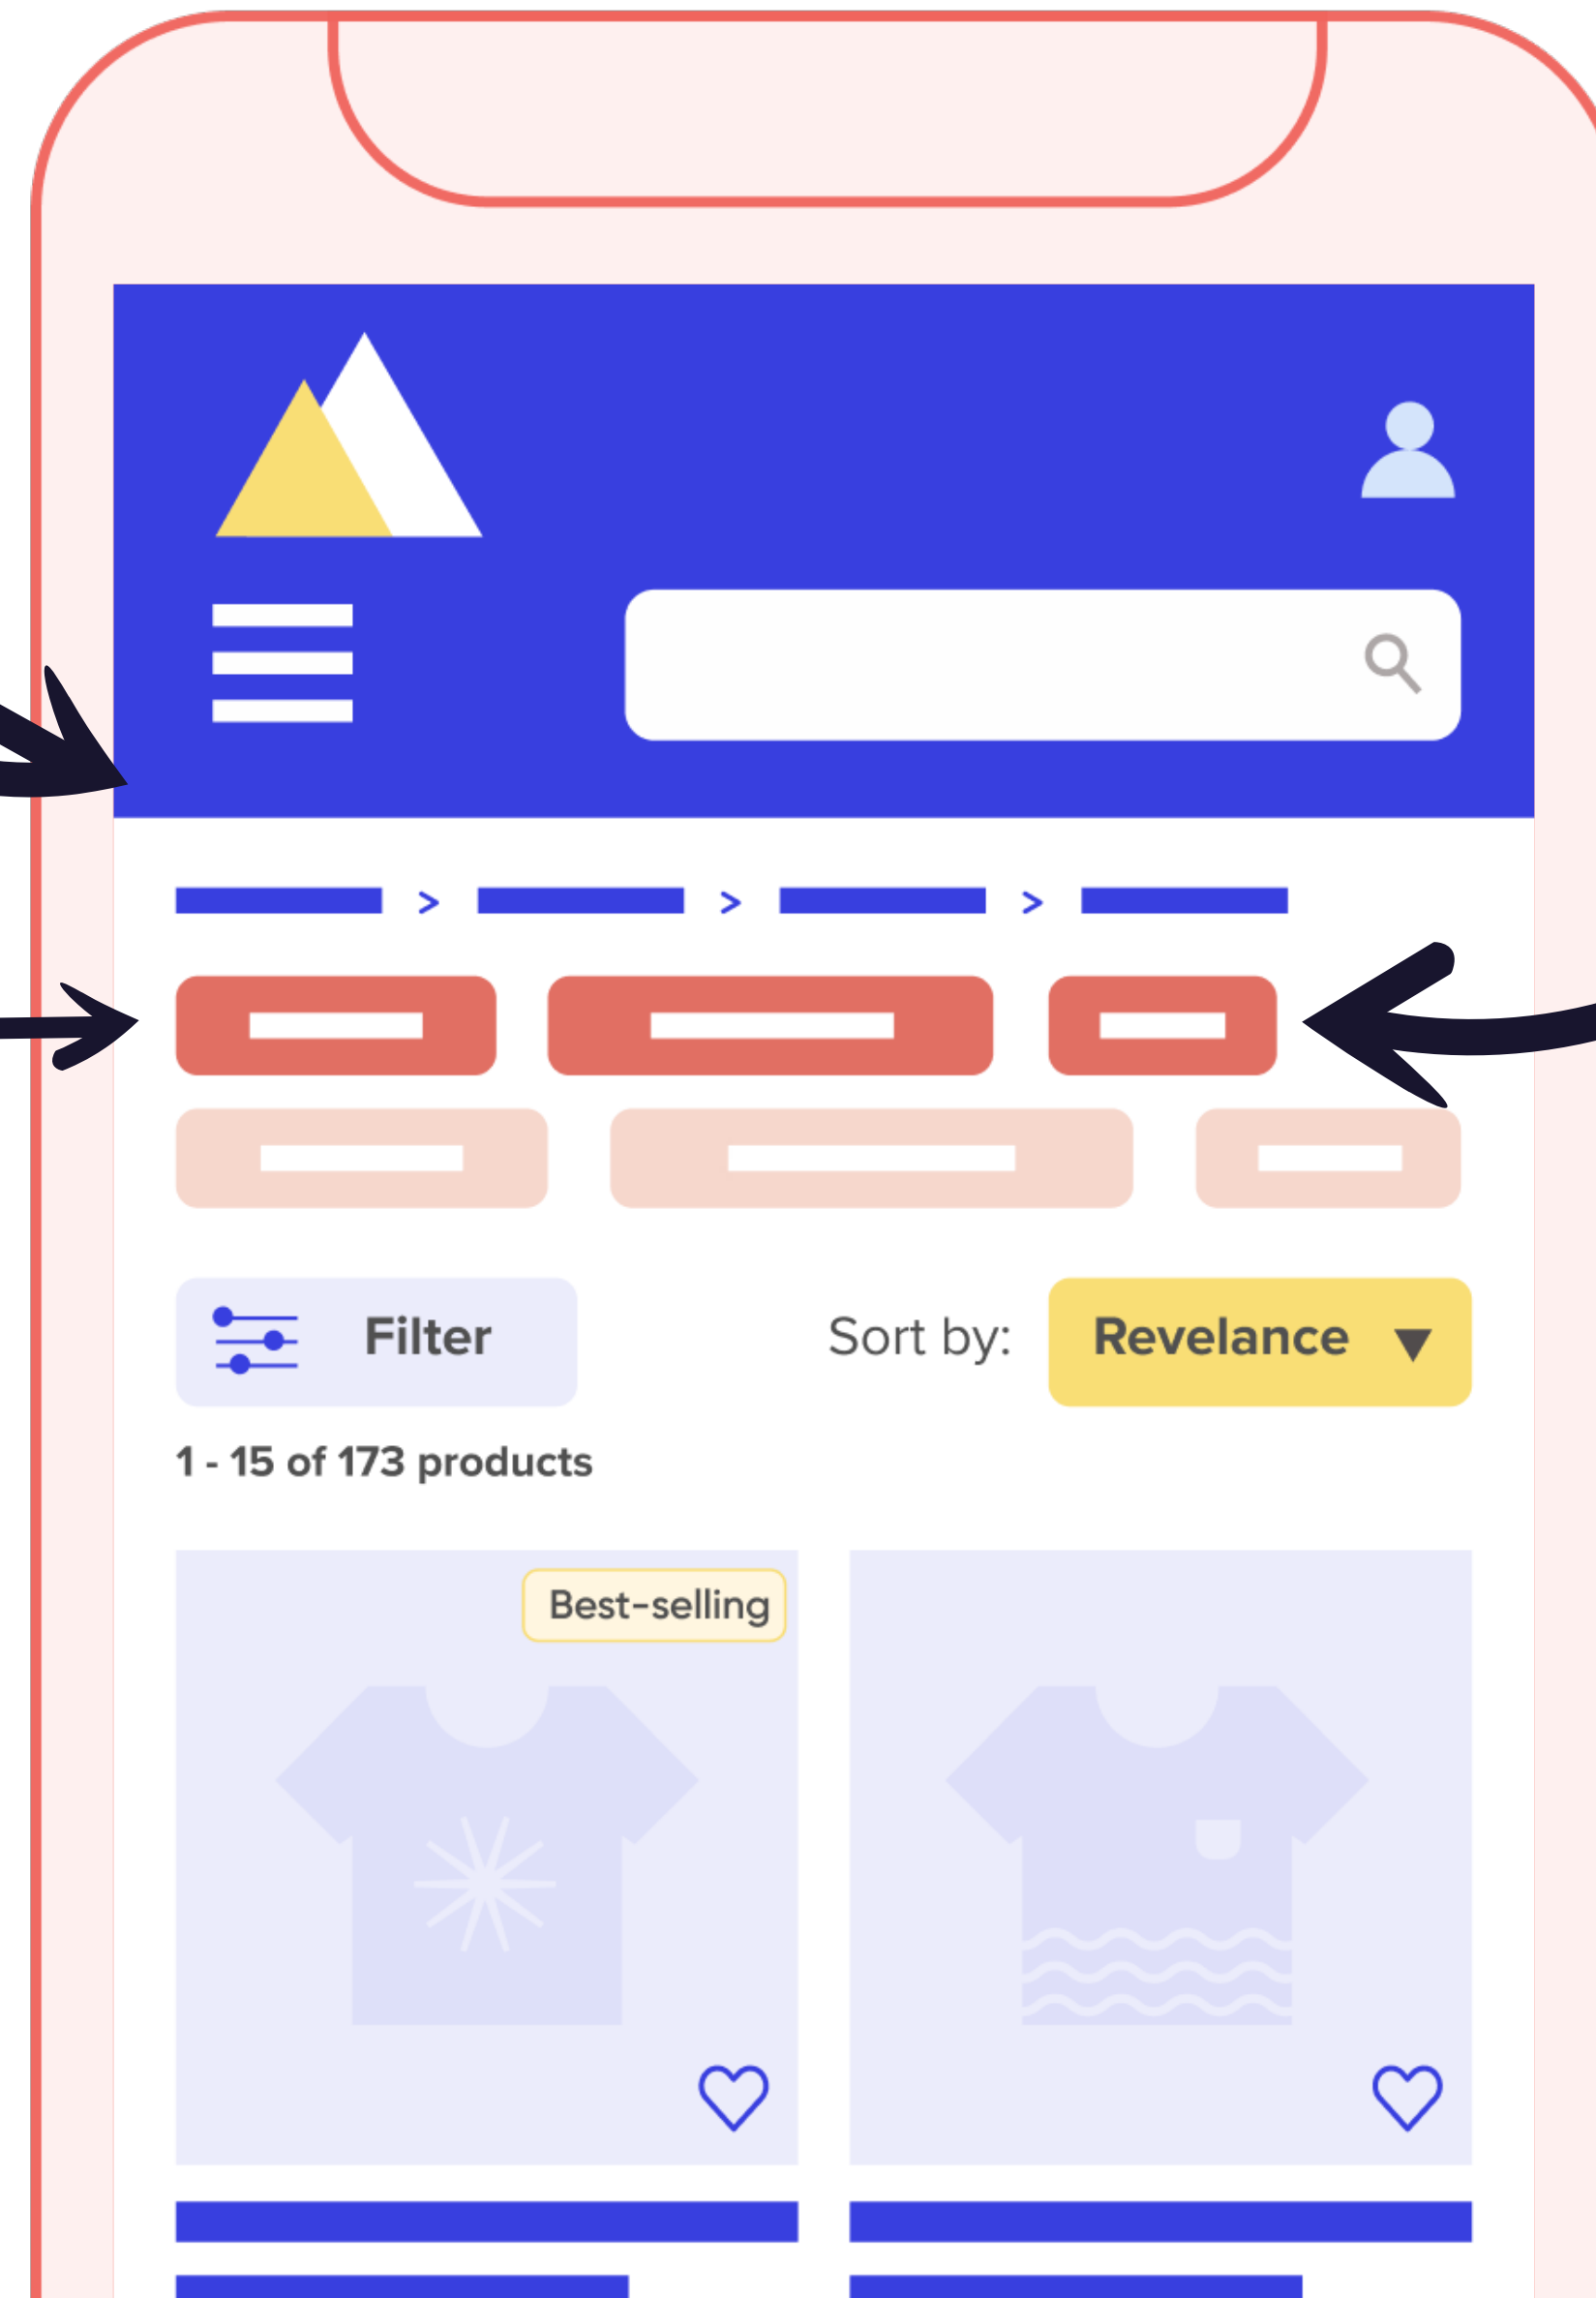 > > >
Filter Sort by: Revelance
1 - 15 of 173 products
Best-selling